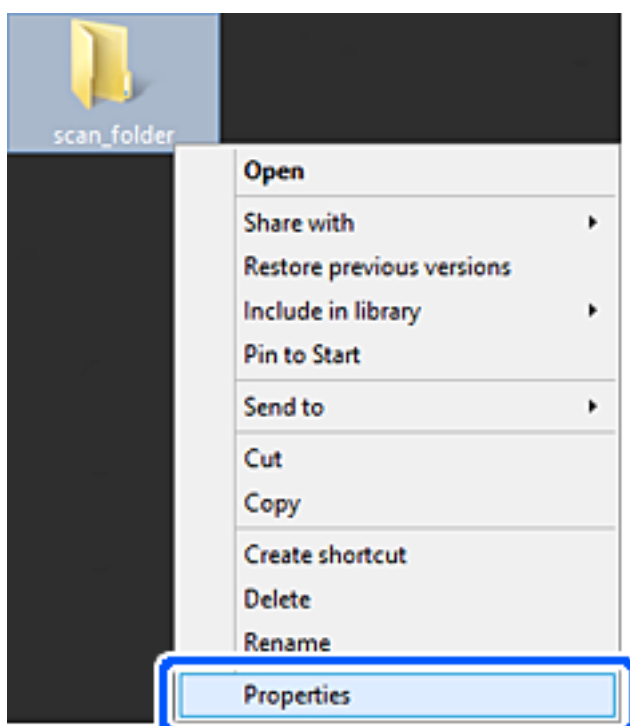 scan_folder
Open
Share with
Restore previous versions
Include in library
Pin to Start
Send to
Cut
Copy
Create shortcut
Delete
Rename
Properties